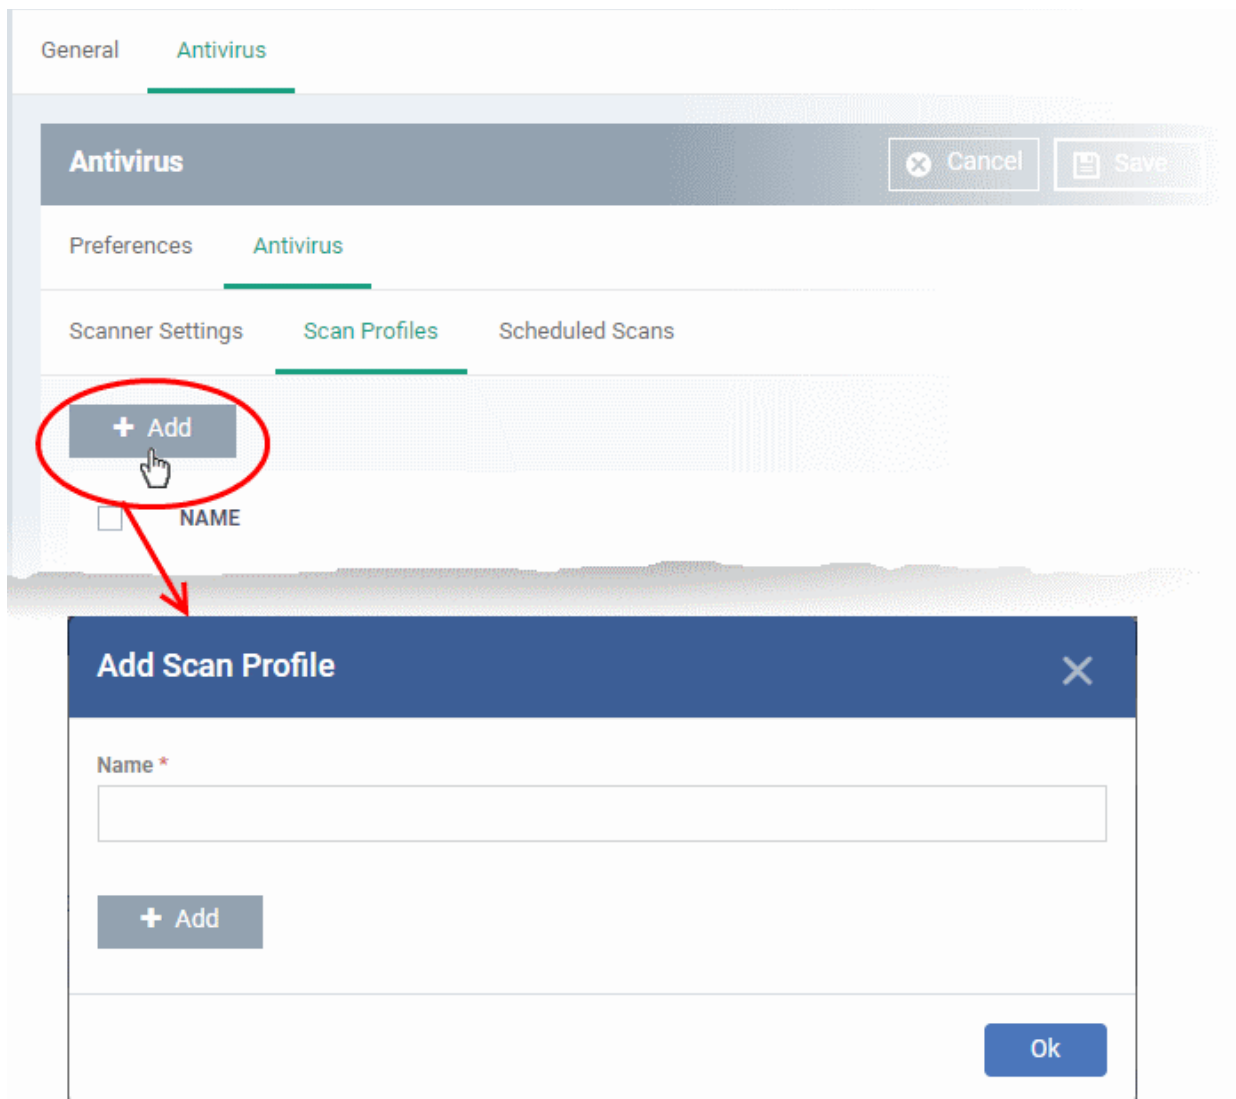 General Antivirus
Antivirus Cancel Save
Preferences Antivirus
Scanner Settings Scan Profiles Scheduled Scans
+ Add
NAME
Add Scan Profile
Name *
+ Add
Ok